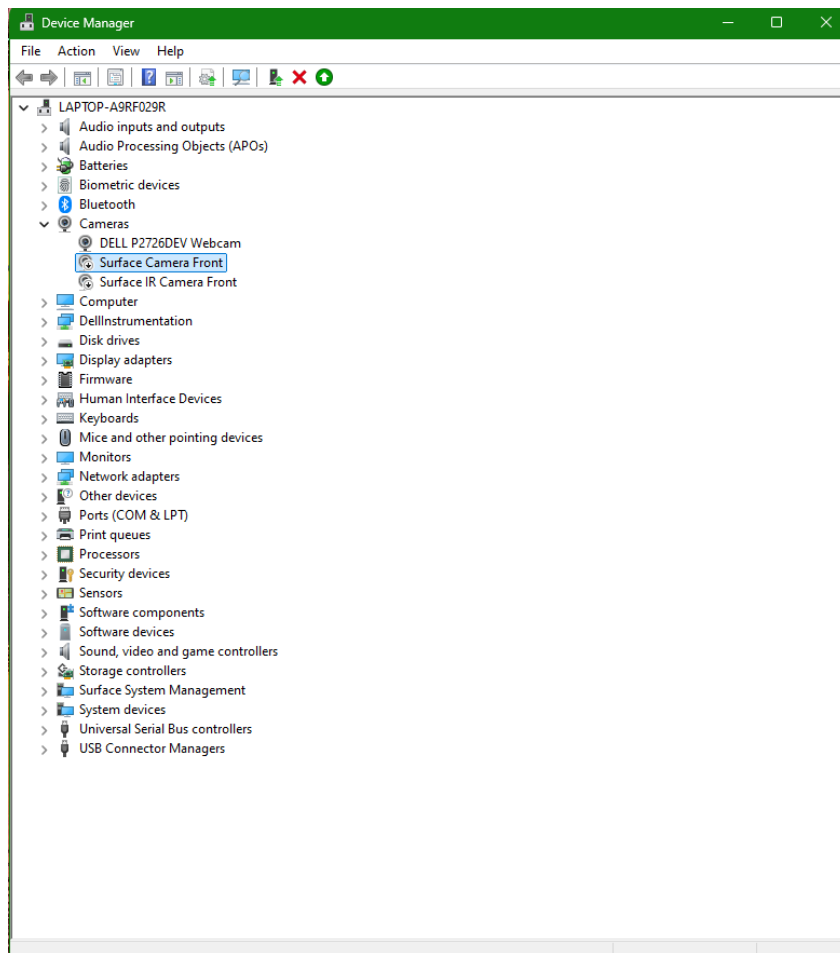 Device Manager
File Action View Help
LAPTOP-A9RF029R
Audio inputs and outputs
Audio Processing Objects (APOs)
Batteries
Biometric devices
Bluetooth
Cameras
DELL P2726DEV Webcam
Surface Camera Front
Surface IR Camera Front
Computer
DellInstrumentation
Disk drives
Display adapters
Firmware
Human Interface Devices
Keyboards
Mice and other pointing devices
Monitors
Network adapters
Other devices
Ports (COM & LPT)
Print queues
Processors
Security devices
Sensors
Software components
Software devices
Sound, video and game controllers
Storage controllers
Surface System Management
System devices
Universal Serial Bus controllers
USB Connector Managers